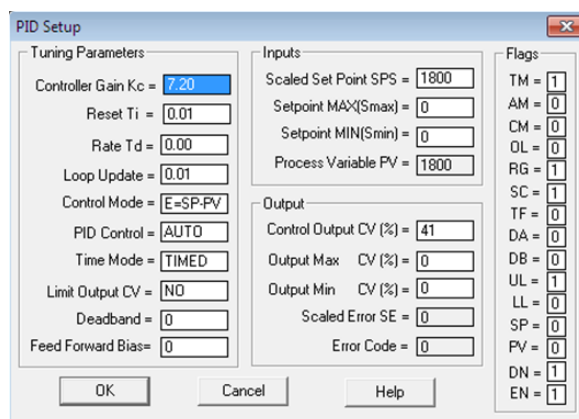 PID Setup
Tuning Parameters
Controller Gain Kc = 7.20
Reset Ti = 0.01
Rate Td = 0.00
Loop Update = 0.01
Control Mode = E=SP-PV
PID Control = AUTO
Time Mode = TIMED
Limit Output CV = NO
Deadband = 0
Feed Forward Bias= 0
Inputs
Scaled Set Point SPS = 1800
Setpoint MAX(Smax) = 0
Setpoint MIN(Smin) = 0
Process Variable PV = 1800
Output
Control Output CV (%) = 41
Output Max CV (%) = 0
Output Min CV (%) = 0
Scaled Error SE = 0
Error Code = 0
Flags
TM = 1
AM = 0
CM = 0
OL = 0
RG = 1
SC = 1
TF = 0
DA = 0
DB = 0
UL = 1
LL = 0
SP = 0
PV = 0
DN = 1
EN = 1
OK
Cancel
Help